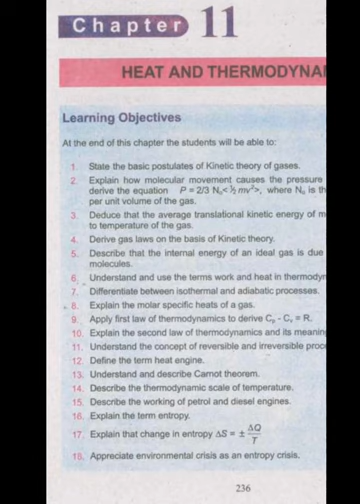 Chapter 11
HEAT AND THERMODYNA
Learning Objectives
At the end of this chapter the students will be able to:
1. State the basic postulates of Kinetic theory of gases.
2. Explain how molecular movement causes the pressure
derive the equation P = 2/3 N₀< ½ mv²>, where N₀ is th
per unit volume of the gas.
3. Deduce that the average translational kinetic energy of m
to temperature of the gas.
4. Derive gas laws on the basis of Kinetic theory.
5. Describe that the internal energy of an ideal gas is due
molecules.
6. Understand and use the terms work and heat in thermodyn
7. Differentiate between isothermal and adiabatic processes.
8. Explain the molar specific heats of a gas.
9. Apply first law of thermodynamics to derive Cₚ - Cᵥ = R.
10. Explain the second law of thermodynamics and its meanin
11. Understand the concept of reversible and irreversible proc
12. Define the term heat engine.
13. Understand and describe Carnot theorem.
14. Describe the thermodynamic scale of temperature.
15. Describe the working of petrol and diesel engines.
16. Explain the term entropy.
17. Explain that change in entropy ΔS = ± ΔQ/T
18. Appreciate environmental crisis as an entropy crisis.
236